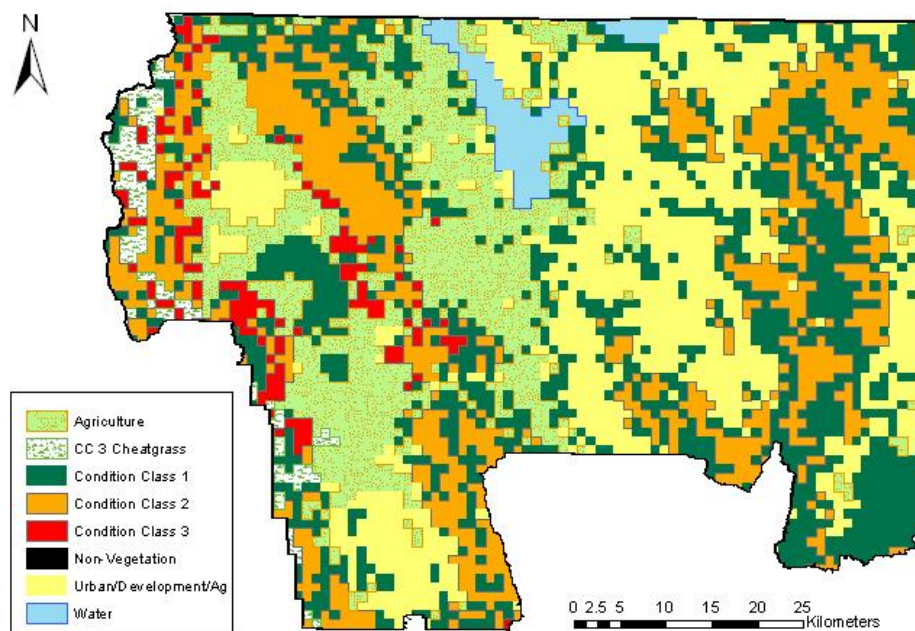 N
Agriculture
CC 3 Cheatgrass
Condition Class 1
Condition Class 2
Condition Class 3
Non-Vegetation
Urban/Development/Ag
Water
0 2.5 5 10 15 20 25
Kilometers